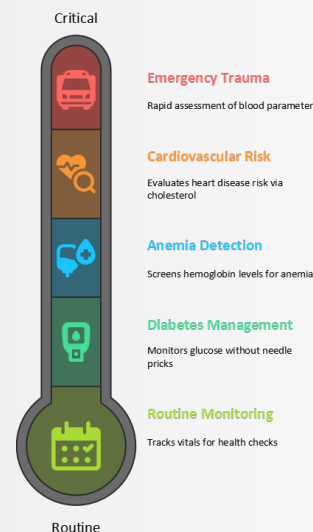 Critical
Emergency Trauma
Rapid assessment of blood parameter
Cardiovascular Risk
Evaluates heart disease risk via
cholesterol
Anemia Detection
Screens hemoglobin levels for anemia
Diabetes Management
Monitors glucose without needle
pricks
Routine Monitoring
Tracks vitals for health checks
Routine